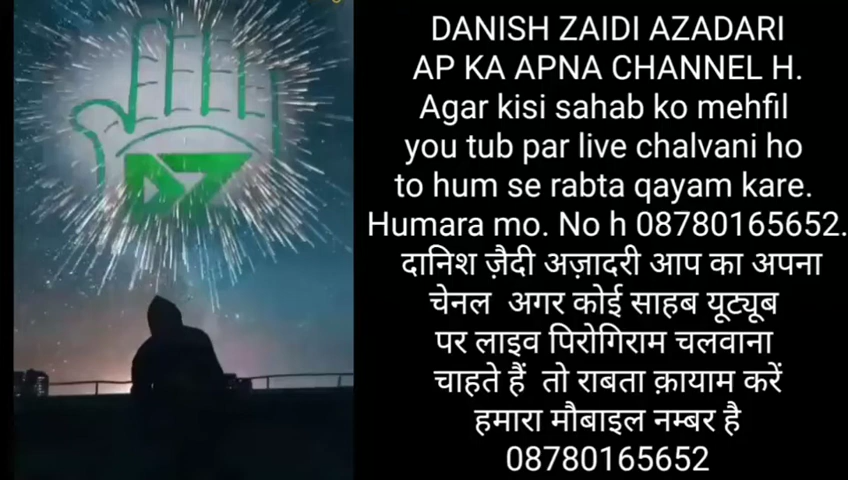 DZ
DANISH ZAIDI AZADARI
AP KA APNA CHANNEL H.
Agar kisi sahab ko mehfil
you tub par live chalvani ho
to hum se rabta qayam kare.
Humara mo. No h 08780165652.
दानिश ज़ैदी अज़ादरी आप का अपना
चेनल अगर कोई साहब यूट्यूब
पर लाइव पिरोगिराम चलवाना
चाहते हैं तो राबता क़ायाम करें
हमारा मौबाइल नम्बर है
08780165652